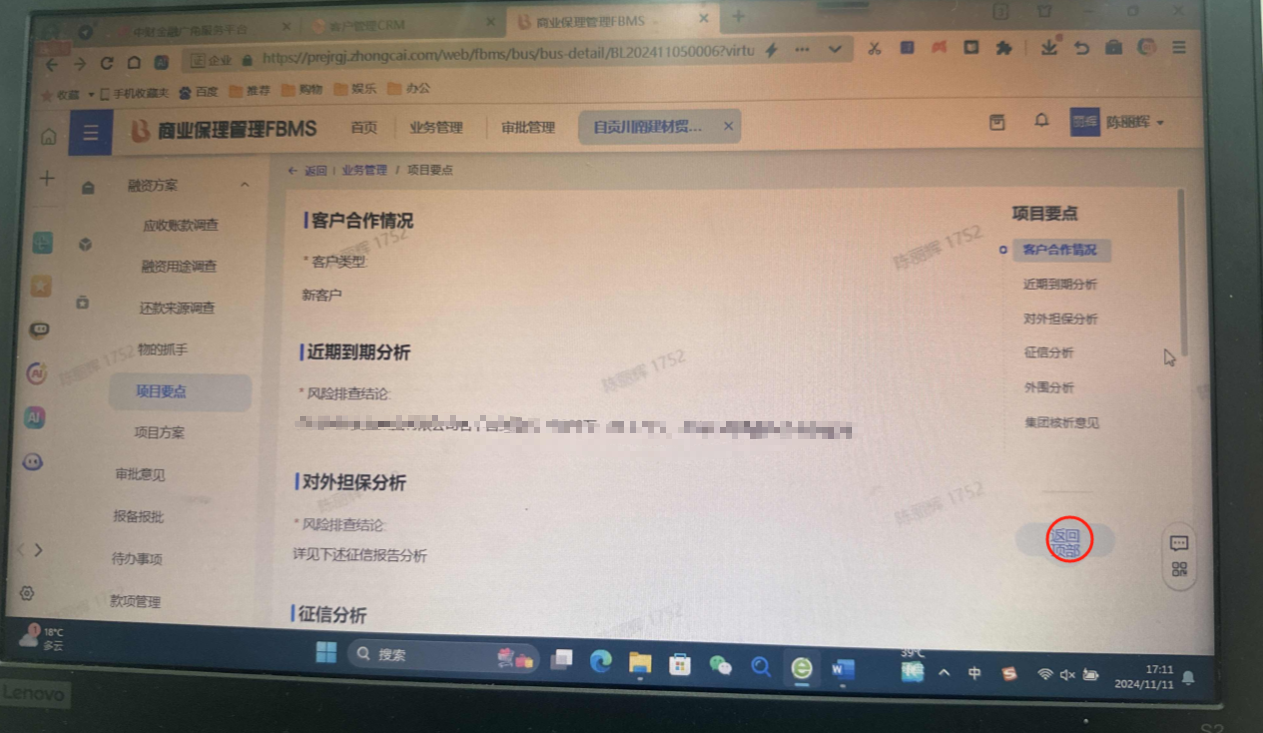 中财金融广角服务平台
客户管理CRM
商业保理管理FBMS
企业
https://prejrgj.zhongcai.com/web/fbms/bus/bus-detail/BL202411050006?virtu
收藏
手机收藏夹
百度
推荐
购物
娱乐
办公
商业保理管理FBMS
首页
业务管理
审批管理
陈丽辉
返回
业务管理 / 项目要点
融资方案
应收账款调查
融资用途调查
还款来源调查
物的抓手
项目要点
项目方案
审批意见
报备报批
待办事项
款项管理
客户合作情况
* 客户类型:
新客户
近期到期分析
* 风险排查结论:
对外担保分析
* 风险排查结论:
详见下述征信报告分析
征信分析
项目要点
客户合作情况
近期到期分析
对外担保分析
征信分析
外围分析
集团核析意见
返回
顶部
陈丽辉 1752
陈丽辉 1752
陈丽辉 1752
陈丽辉 1752
1
18°C
多云
搜索
39°C
中
17:11
2024/11/11
Lenovo